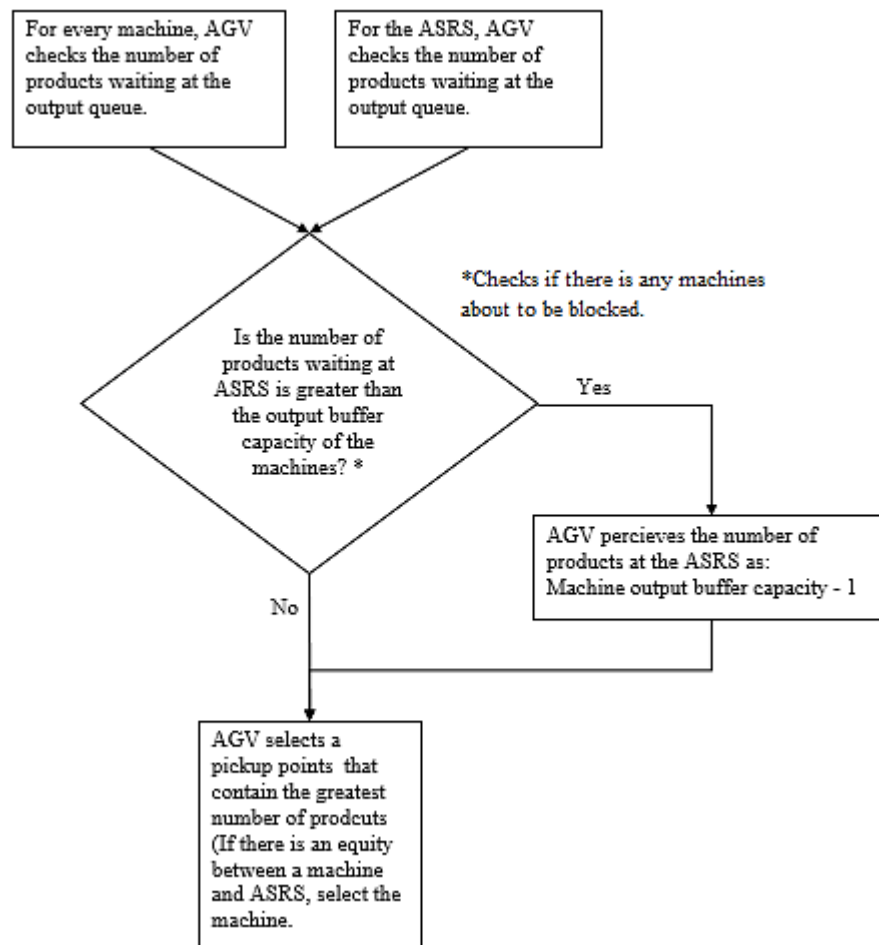 For every machine, AGV
checks the number of
products waiting at the
output queue.
For the ASRS, AGV
checks the number of
products waiting at the
output queue.
*Checks if there is any machines
about to be blocked.
Is the number of
products waiting at
ASRS is greater than
the output buffer
capacity of the
machines? *
Yes
AGV percieves the number of
products at the ASRS as:
Machine output buffer capacity - 1
No
AGV selects a
pickup points that
contain the greatest
number of prodcuts
(If there is an equity
between a machine
and ASRS, select the
machine.